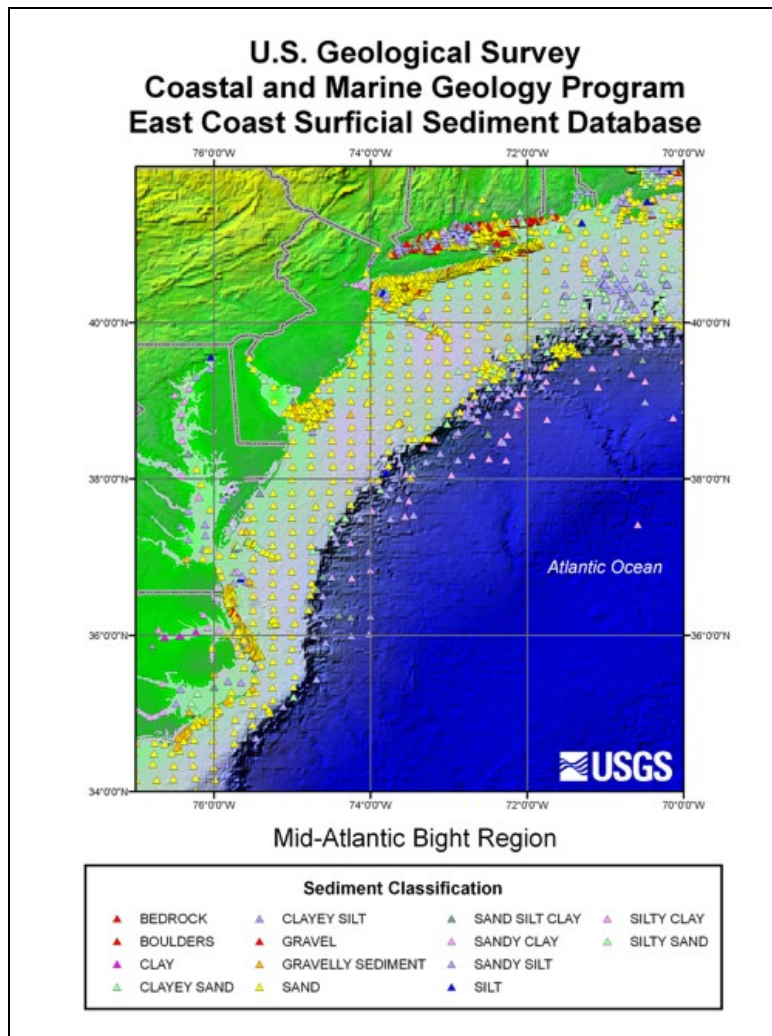 U.S. Geological Survey
Coastal and Marine Geology Program
East Coast Surficial Sediment Database
76°0'0"W 74°0'0"W 72°0'0"W 70°0'0"W
40°0'0"N 40°0'0"N
38°0'0"N 38°0'0"N
Atlantic Ocean
36°0'0"N 36°0'0"N
USGS
34°0'0"N 34°0'0"N
76°0'0"W 74°0'0"W 72°0'0"W 70°0'0"W
Mid-Atlantic Bight Region
Sediment Classification
BEDROCK CLAYEY SILT SAND SILT CLAY SILTY CLAY
BOULDERS GRAVEL SANDY CLAY SILTY SAND
CLAY GRAVELLY SEDIMENT SANDY SILT
CLAYEY SAND SAND SILT